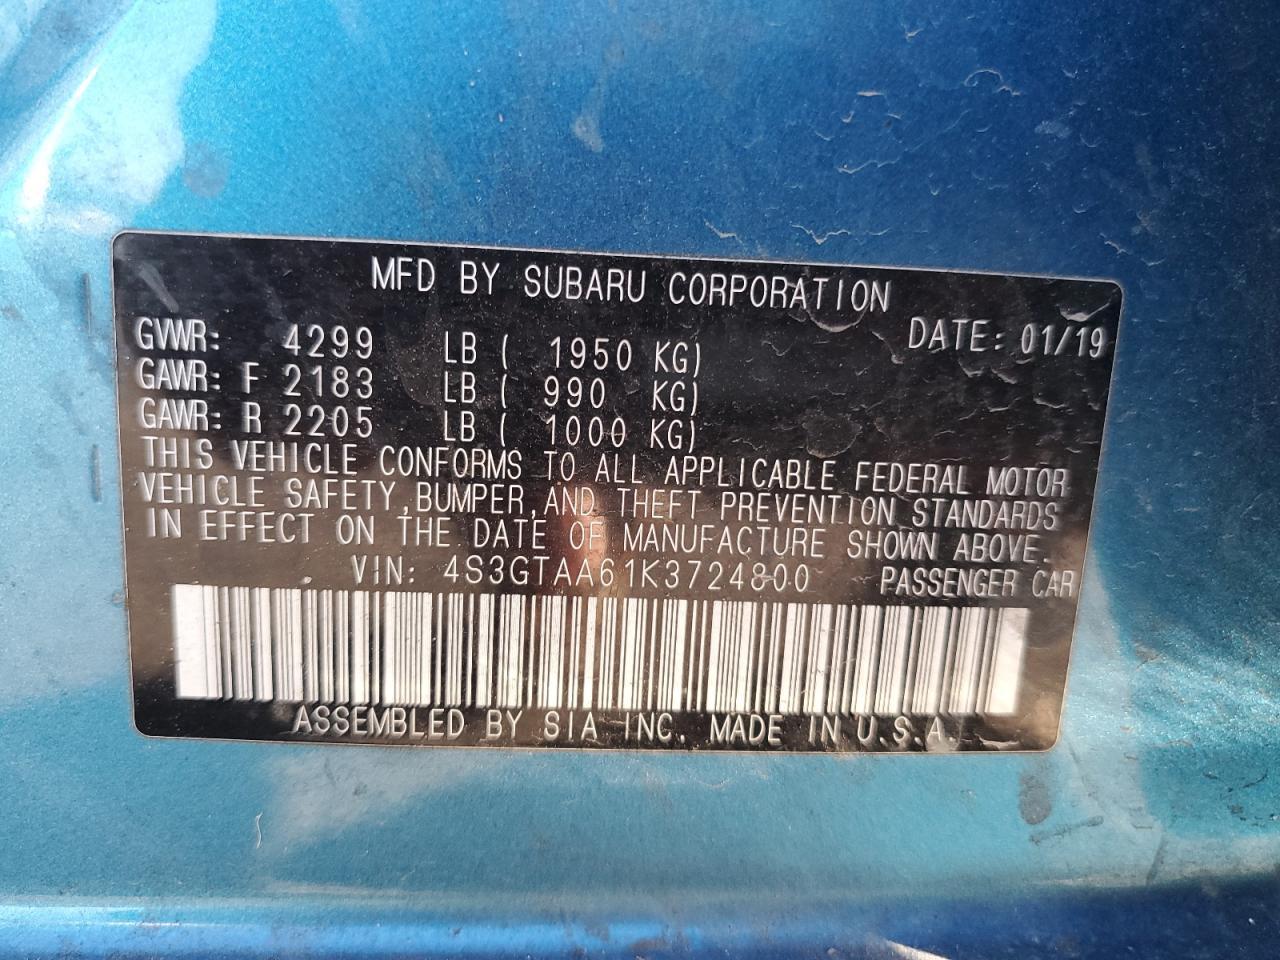 MFD BY SUBARU CORPORATION
GVWR: 4299 LB ( 1950 KG) DATE: 01/19
GAWR: F 2183 LB ( 990 KG)
GAWR: R 2205 LB ( 1000 KG)
THIS VEHICLE CONFORMS TO ALL APPLICABLE FEDERAL MOTOR
VEHICLE SAFETY,BUMPER,AND THEFT PREVENTION STANDARDS
IN EFFECT ON THE DATE OF MANUFACTURE SHOWN ABOVE.
VIN: 4S3GTAA61K3724800 PASSENGER CAR
ASSEMBLED BY SIA INC. MADE IN U.S.A.